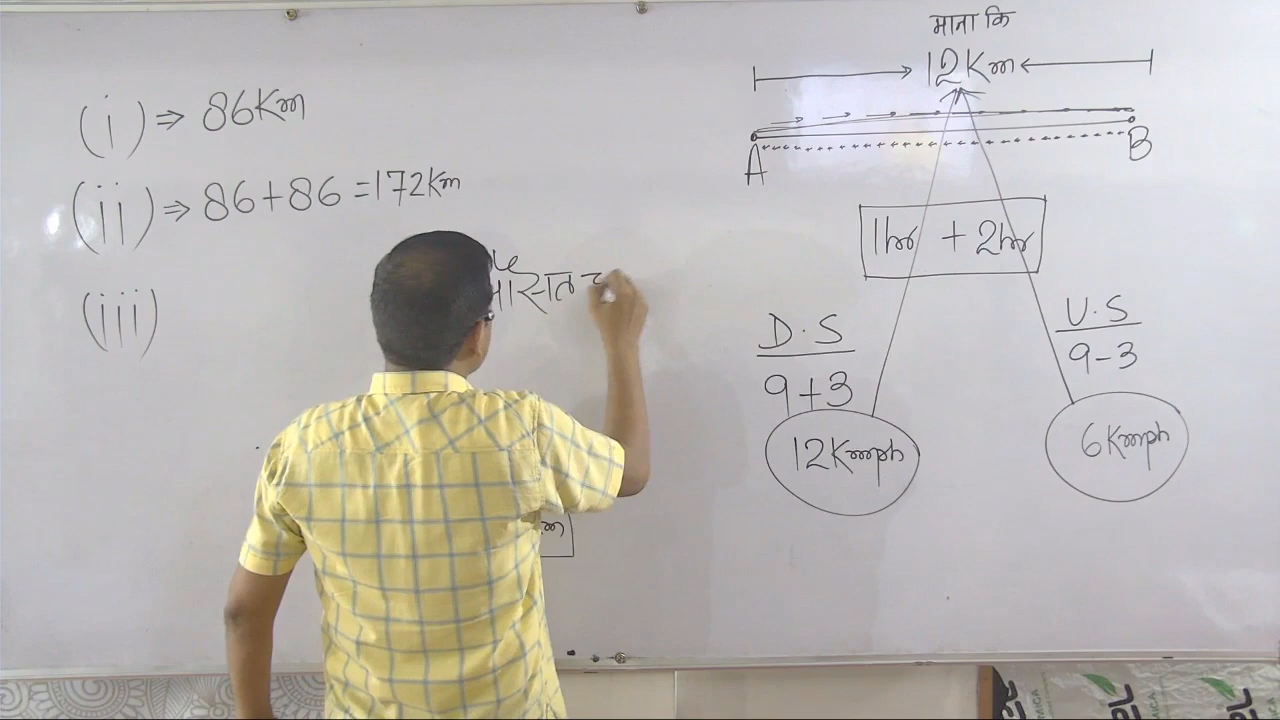 (i) ⇒ 86Km
(ii) ⇒ 86+86=172Km
(iii)
माना कि
12Km
A
B
1hr + 2hr
D.S
9+3
12Kmph
U.S
9-3
6Kmph